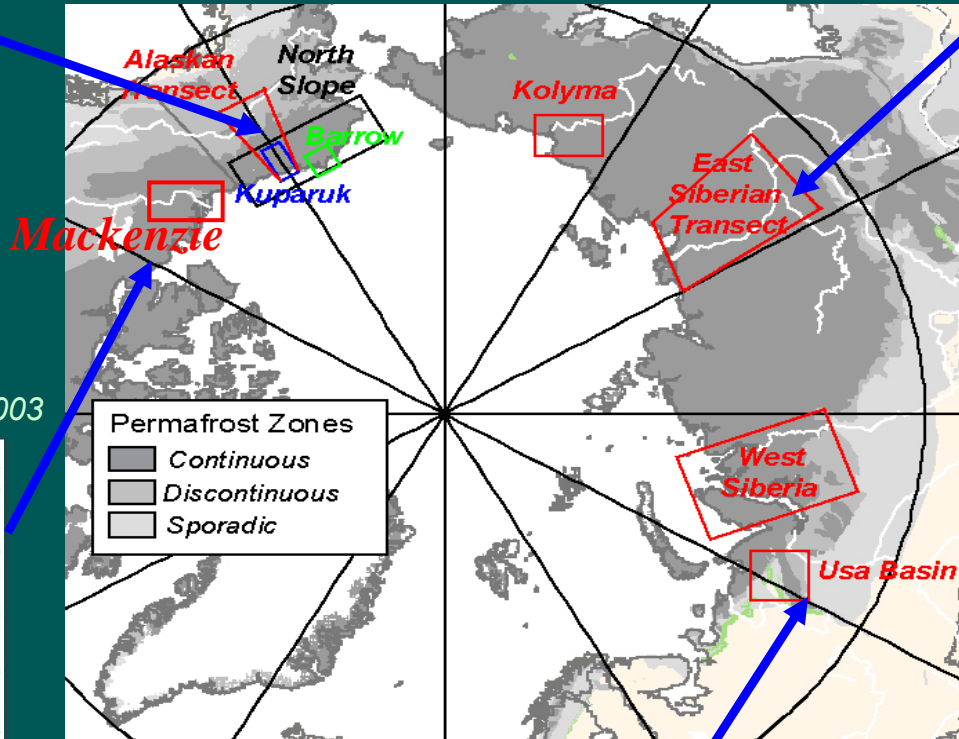 Alaskan
Transect
North
Slope
Barrow
Kuparuk
Mackenzie
Kolyma
East
Siberian
Transect
003
Permafrost Zones
Continuous
Discontinuous
Sporadic
West
Siberia
Usa Basin